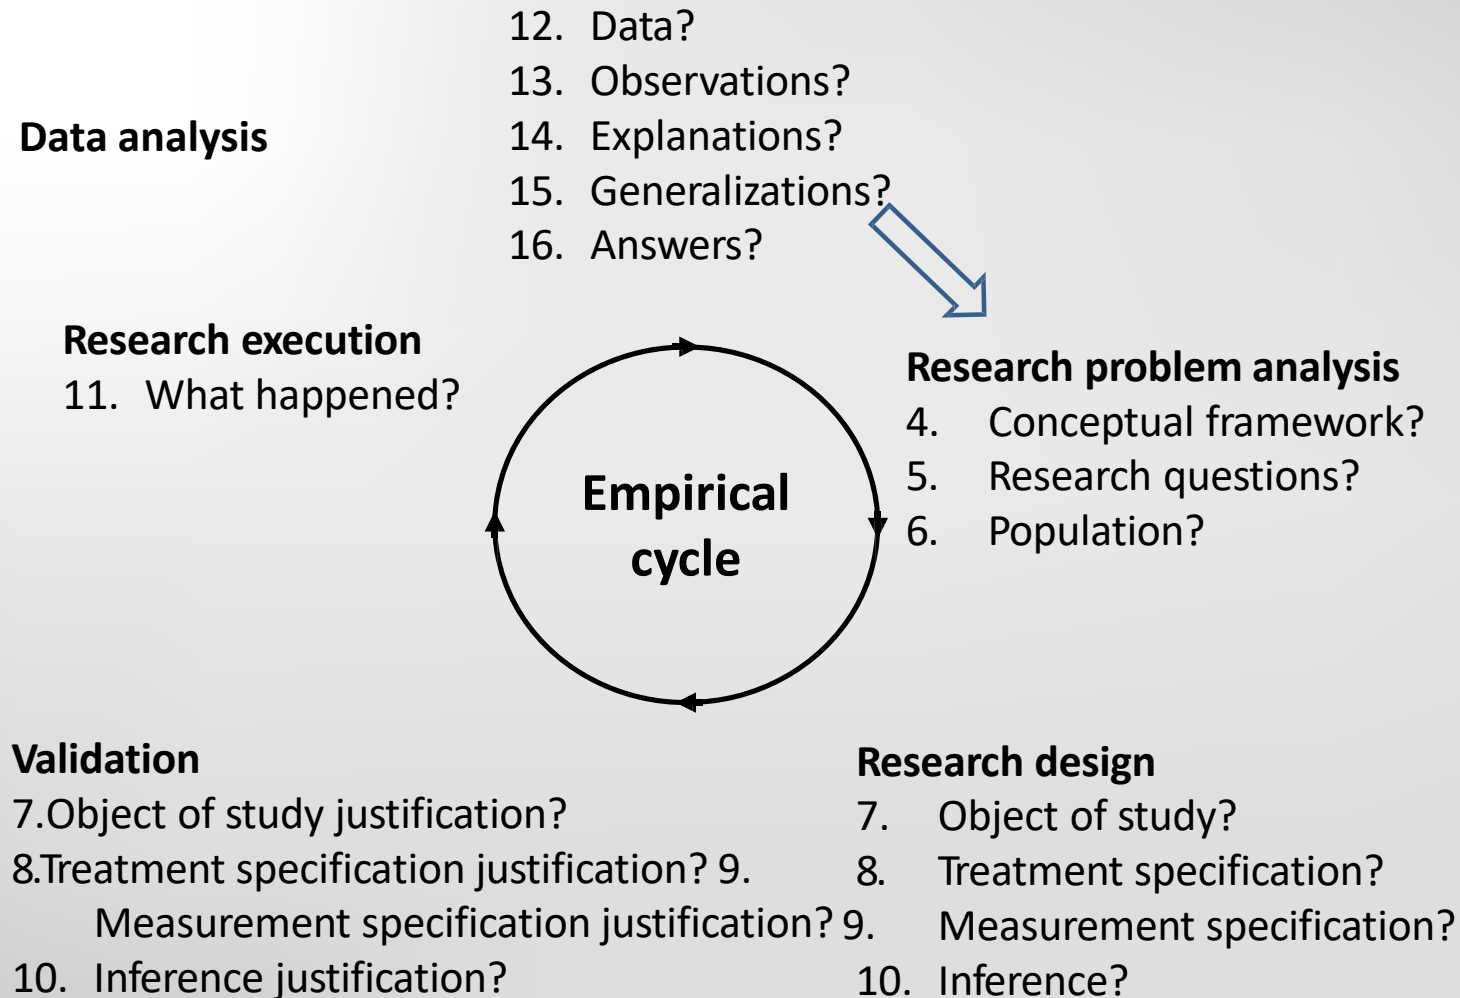 12. Data?
13. Observations?
Data analysis
14. Explanations?
15. Generalizations?
16. Answers?
Research execution
11. What happened?
Research problem analysis
4. Conceptual framework?
5. Research questions?
6. Population?
Empirical
cycle
Validation
7.Object of study justification?
8.Treatment specification justification? 9.
Measurement specification justification?
10. Inference justification?
Research design
7. Object of study?
8. Treatment specification?
9. Measurement specification?
10. Inference?